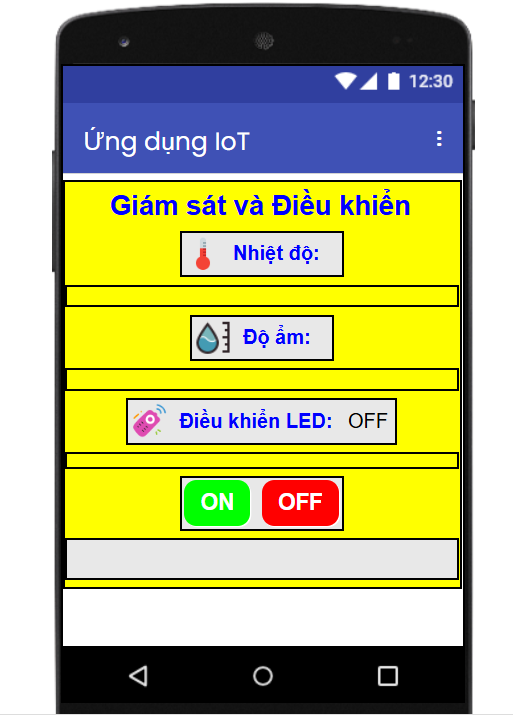 12:30
Ứng dụng IoT
Giám sát và Điều khiển
Nhiệt độ:
Độ ẩm:
Điều khiển LED: OFF
ON OFF